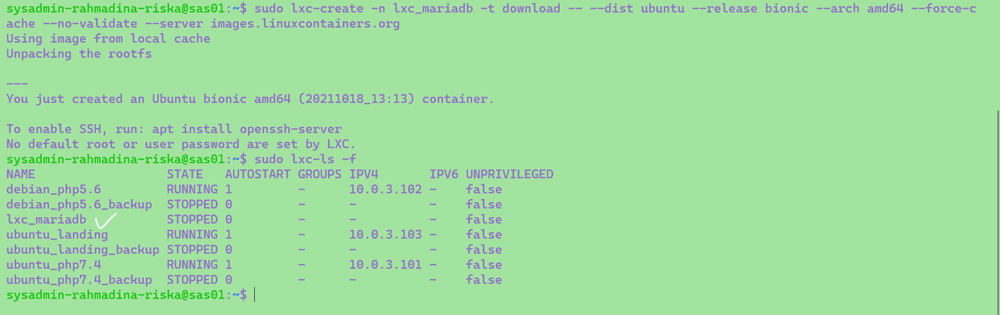 sysadmin-rahmadina-riska@sas01:~$ sudo lxc-create -n lxc_mariadb -t download -- --dist ubuntu --release bionic --arch amd64 --force-c
ache --no-validate --server images.linuxcontainers.org
Using image from local cache
Unpacking the rootfs
---
You just created an Ubuntu bionic amd64 (20211018_13:13) container.
To enable SSH, run: apt install openssh-server
No default root or user password are set by LXC.
sysadmin-rahmadina-riska@sas01:~$ sudo lxc-ls -f
NAME                  STATE   AUTOSTART GROUPS IPV4       IPV6 UNPRIVILEGED
debian_php5.6         RUNNING 1         -      10.0.3.102 -    false
debian_php5.6_backup  STOPPED 0         -      -          -    false
lxc_mariadb           STOPPED 0         -      -          -    false
ubuntu_landing        RUNNING 1         -      10.0.3.103 -    false
ubuntu_landing_backup STOPPED 0         -      -          -    false
ubuntu_php7.4         RUNNING 1         -      10.0.3.101 -    false
ubuntu_php7.4_backup  STOPPED 0         -      -          -    false
sysadmin-rahmadina-riska@sas01:~$